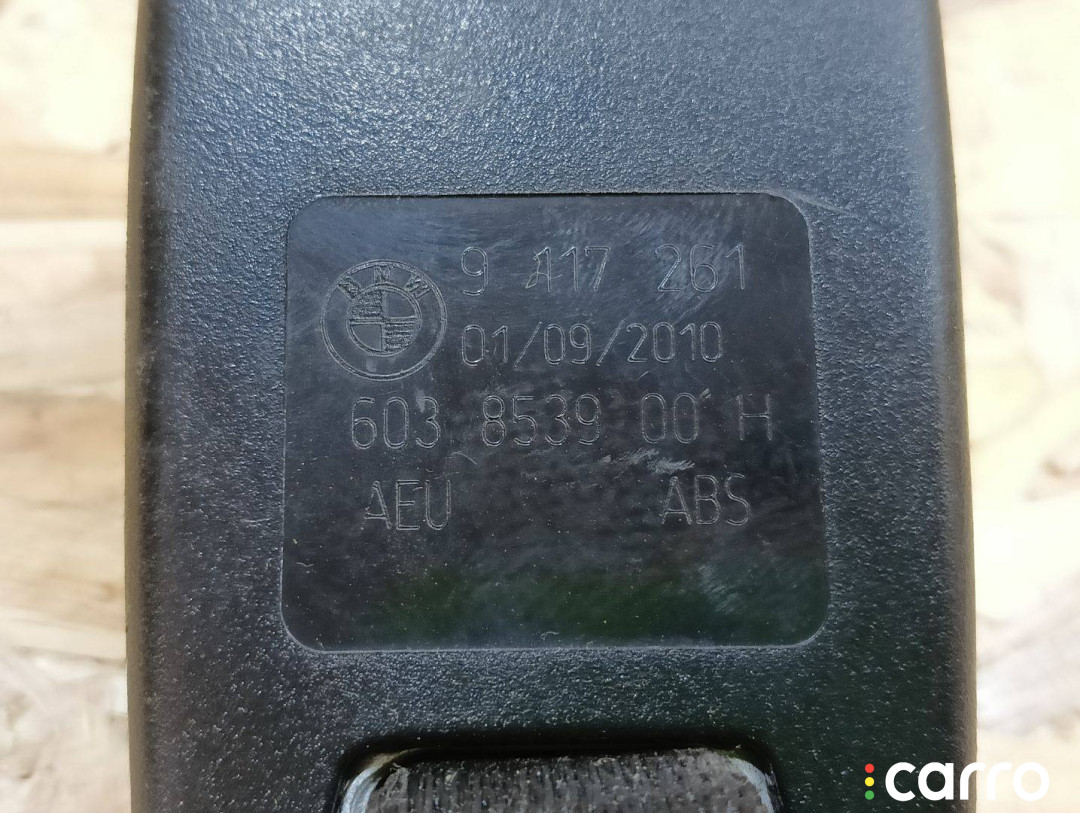 BMW
9 417 261
01/09/2010
603 8539 00 H
AEU ABS
carro